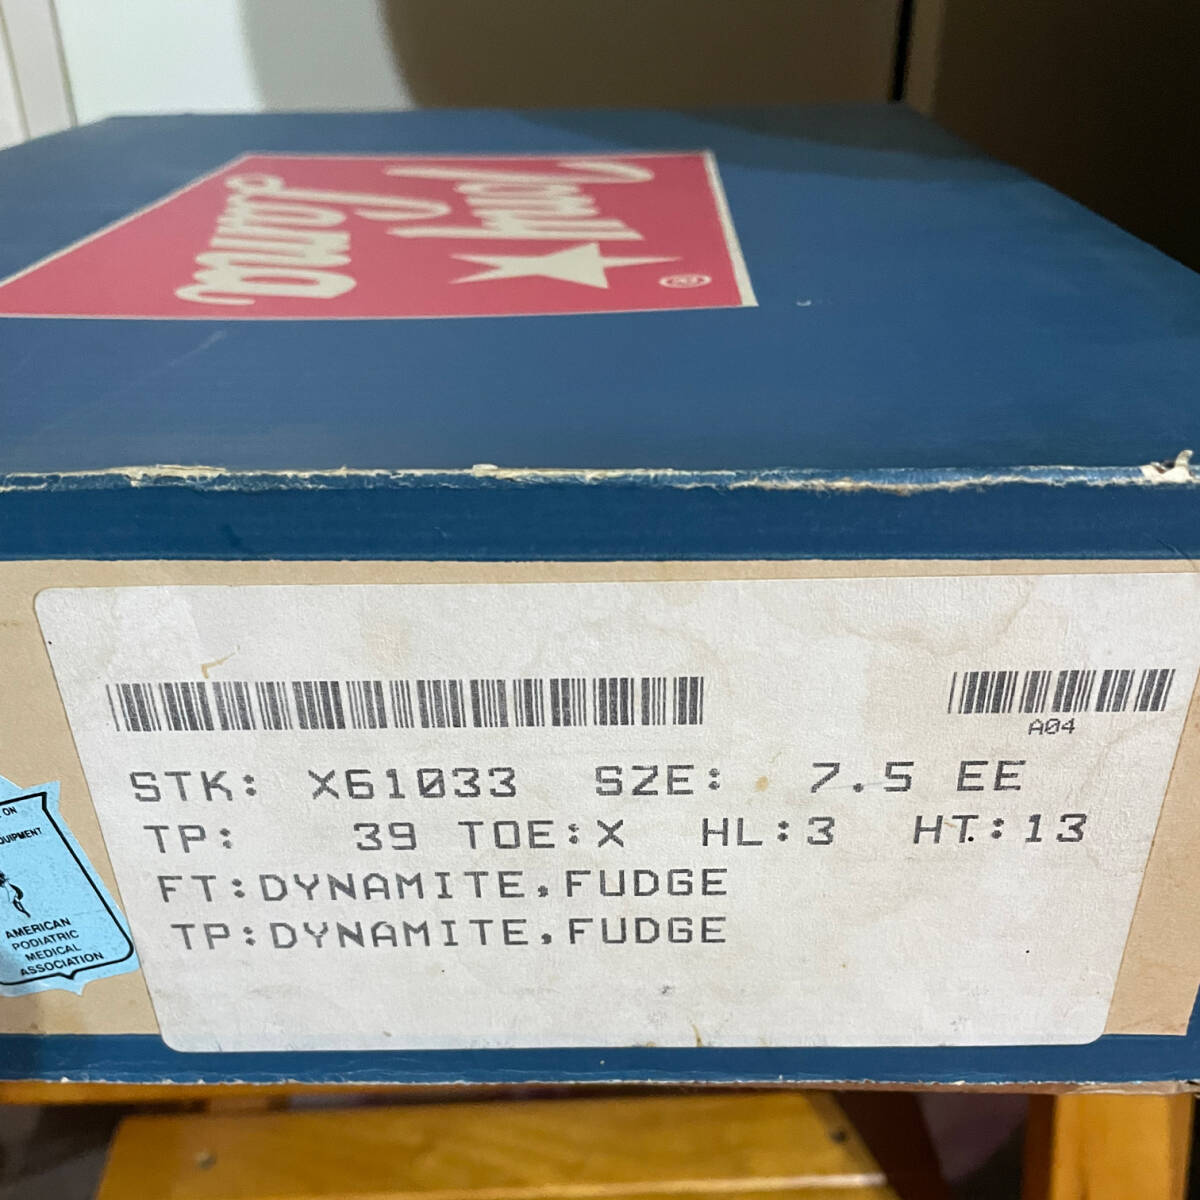 Tony
Lama
®
A04
STK: X61033 SZE: 7.5 EE
TP: 39 TOE:X HL:3 HT.:13
FT:DYNAMITE,FUDGE
TP:DYNAMITE,FUDGE
ON
AMERICAN
PODIATRIC
MEDICAL
ASSOCIATION